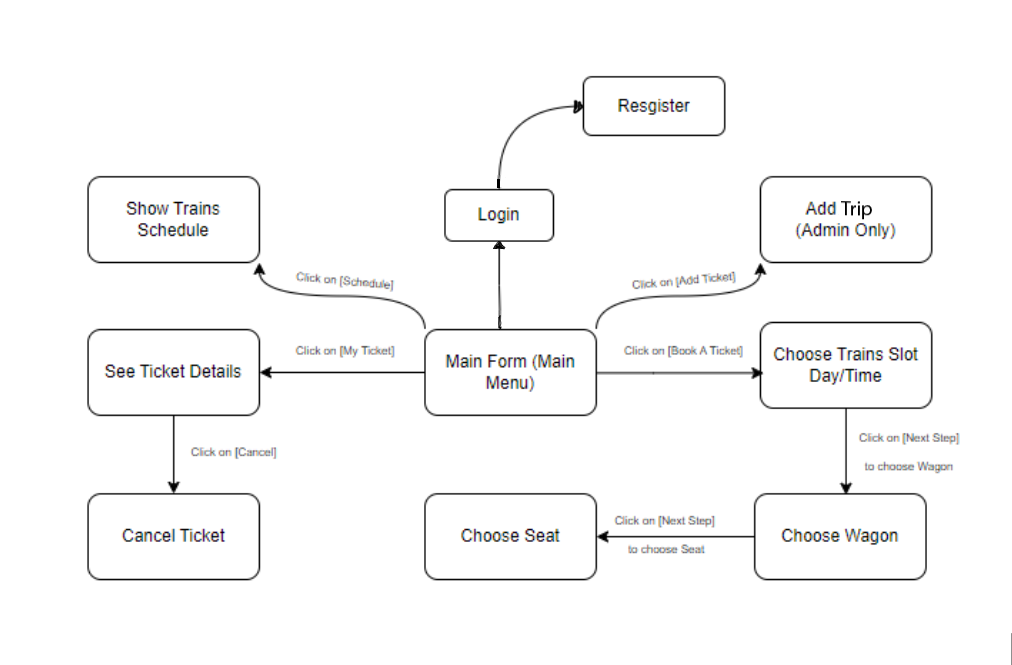 Resgister
Show Trains
Schedule
Login
Add Trip
(Admin Only)
Click on [Schedule]
Click on [Add Ticket]
See Ticket Details
Click on [My Ticket]
Main Form (Main
Menu)
Click on [Book A Ticket]
Choose Trains Slot
Day/Time
Click on [Cancel]
Click on [Next Step]
to choose Wagon
Cancel Ticket
Choose Seat
Click on [Next Step]
to choose Seat
Choose Wagon